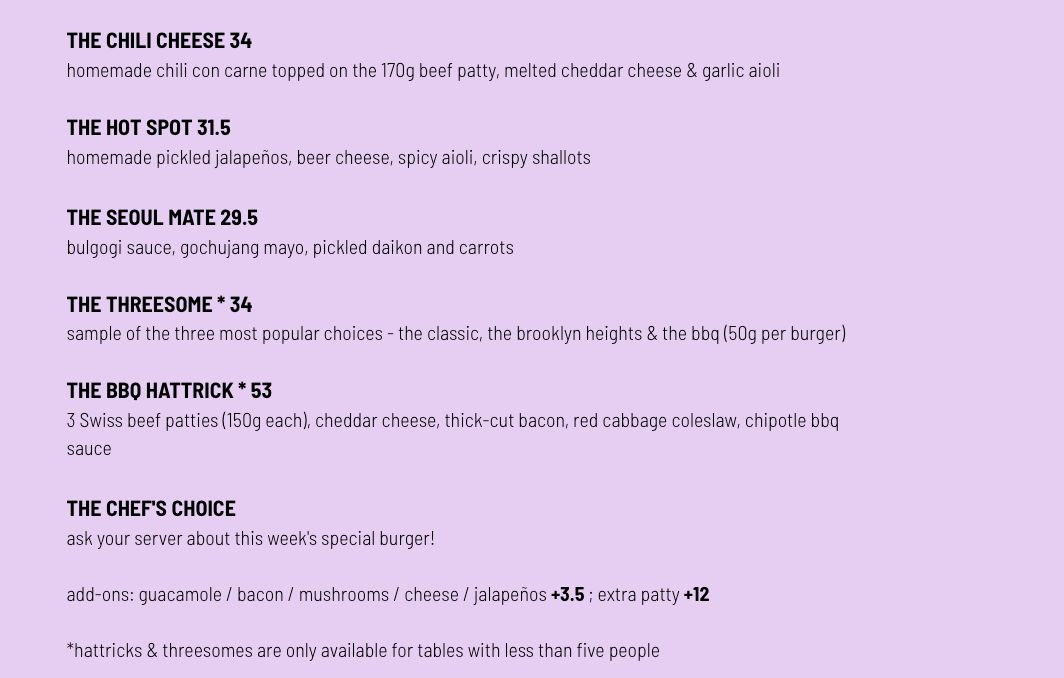 THE CHILI CHEESE 34
homemade chili con carne topped on the 170g beef patty, melted cheddar cheese & garlic aioli
THE HOT SPOT 31.5
homemade pickled jalapeños, beer cheese, spicy aioli, crispy shallots
THE SEOUL MATE 29.5
bulgogi sauce, gochujang mayo, pickled daikon and carrots
THE THREESOME * 34
sample of the three most popular choices - the classic, the brooklyn heights & the bbq (50g per burger)
THE BBQ HATTRICK * 53
3 Swiss beef patties (150g each), cheddar cheese, thick-cut bacon, red cabbage coleslaw, chipotle bbq
sauce
THE CHEF'S CHOICE
ask your server about this week's special burger!
add-ons: guacamole / bacon / mushrooms / cheese / jalapeños +3.5 ; extra patty +12
*hattricks & threesomes are only available for tables with less than five people